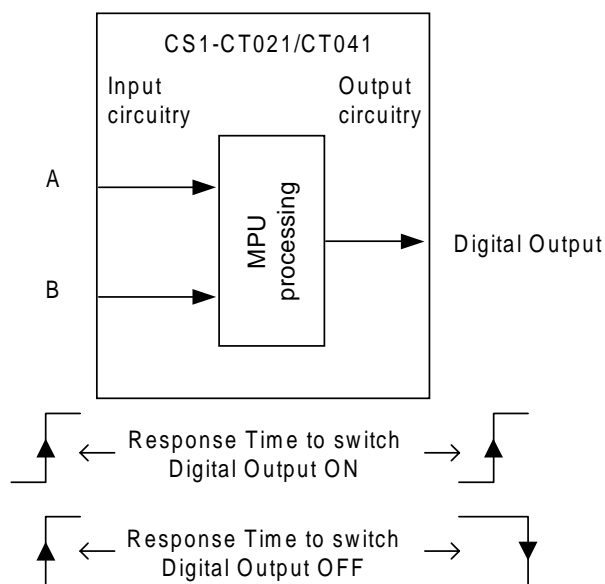 CS1-CT021/CT041
Input
circuitry
Output
circuitry
A
MPU
processing
Digital Output
B
Response Time to switch
Digital Output ON
Response Time to switch
Digital Output OFF